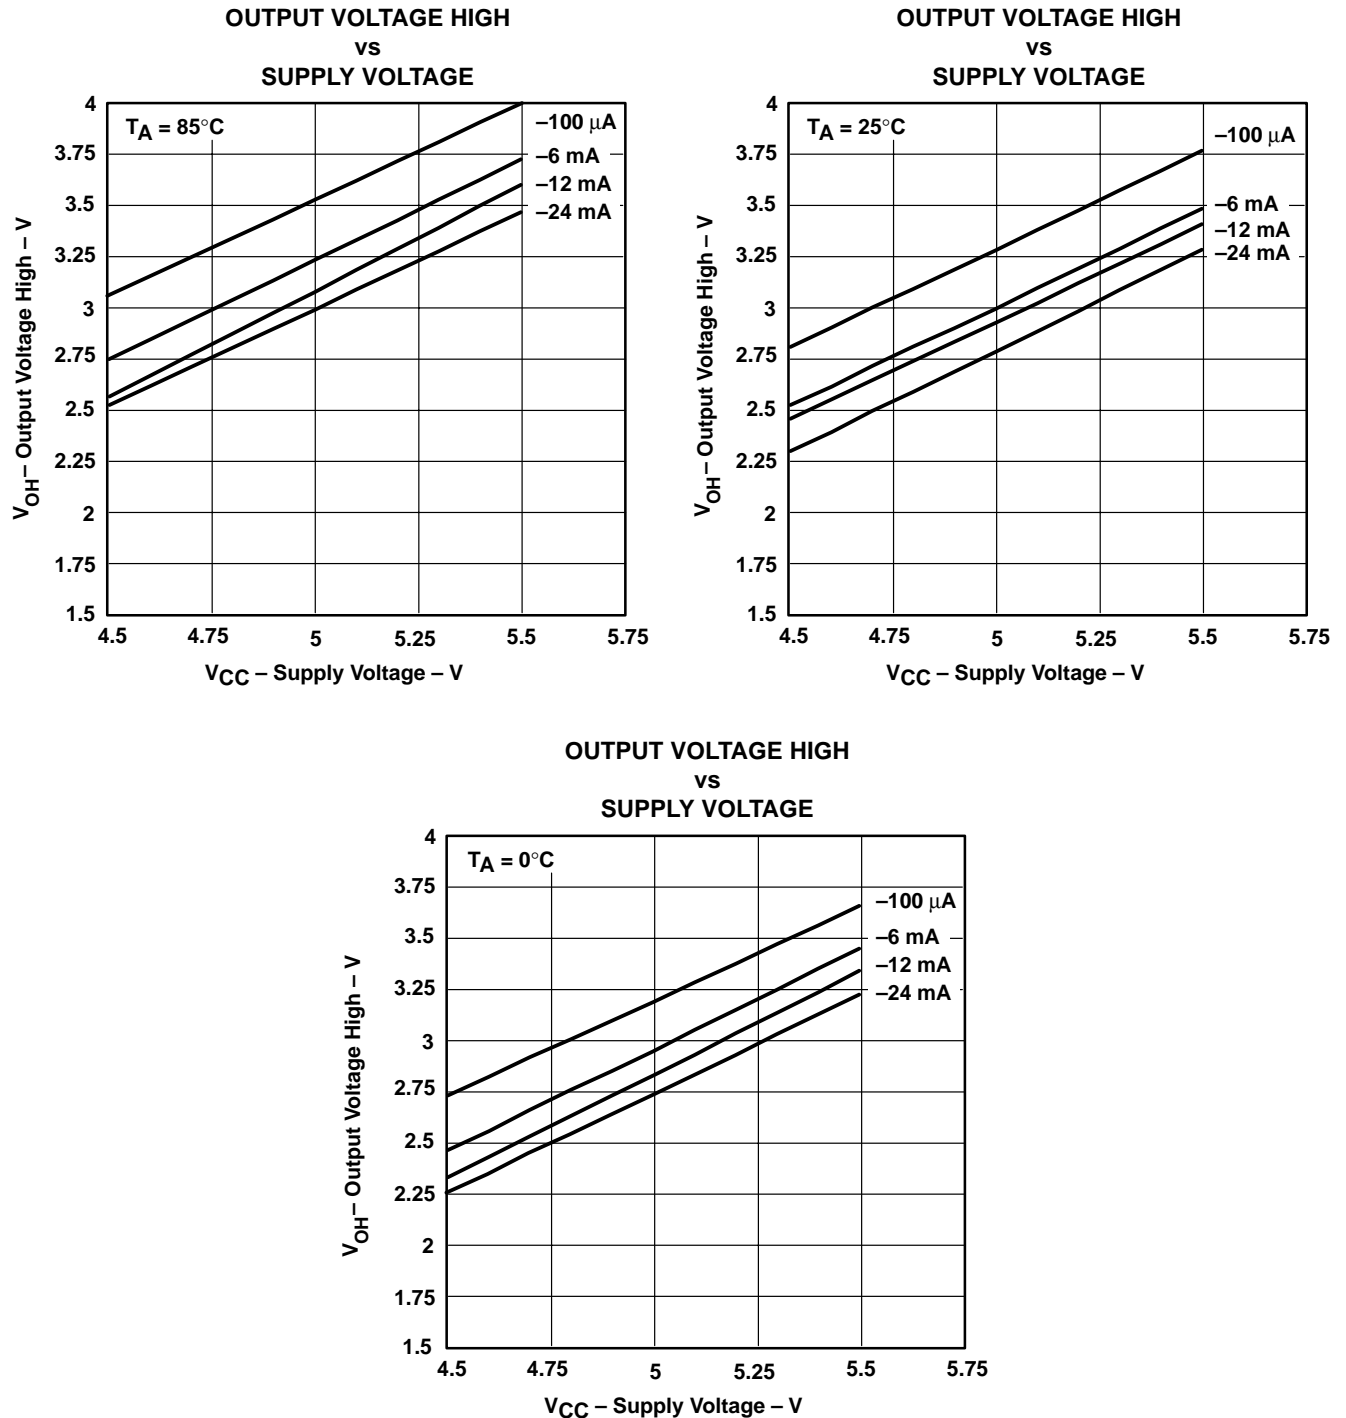 OUTPUT VOLTAGE HIGH
vs
SUPPLY VOLTAGE
TA = 85°C
–100 μA
–6 mA
–12 mA
–24 mA
4
3.75
3.5
3.25
3
2.75
2.5
2.25
2
1.75
1.5
4.5
4.75
5
5.25
5.5
5.75
VOH – Output Voltage High – V
VCC – Supply Voltage – V
OUTPUT VOLTAGE HIGH
vs
SUPPLY VOLTAGE
TA = 25°C
–100 μA
–6 mA
–12 mA
–24 mA
4
3.75
3.5
3.25
3
2.75
2.5
2.25
2
1.75
1.5
4.5
4.75
5
5.25
5.5
5.75
VOH – Output Voltage High – V
VCC – Supply Voltage – V
OUTPUT VOLTAGE HIGH
vs
SUPPLY VOLTAGE
TA = 0°C
–100 μA
–6 mA
–12 mA
–24 mA
4
3.75
3.5
3.25
3
2.75
2.5
2.25
2
1.75
1.5
4.5
4.75
5
5.25
5.5
5.75
VOH – Output Voltage High – V
VCC – Supply Voltage – V